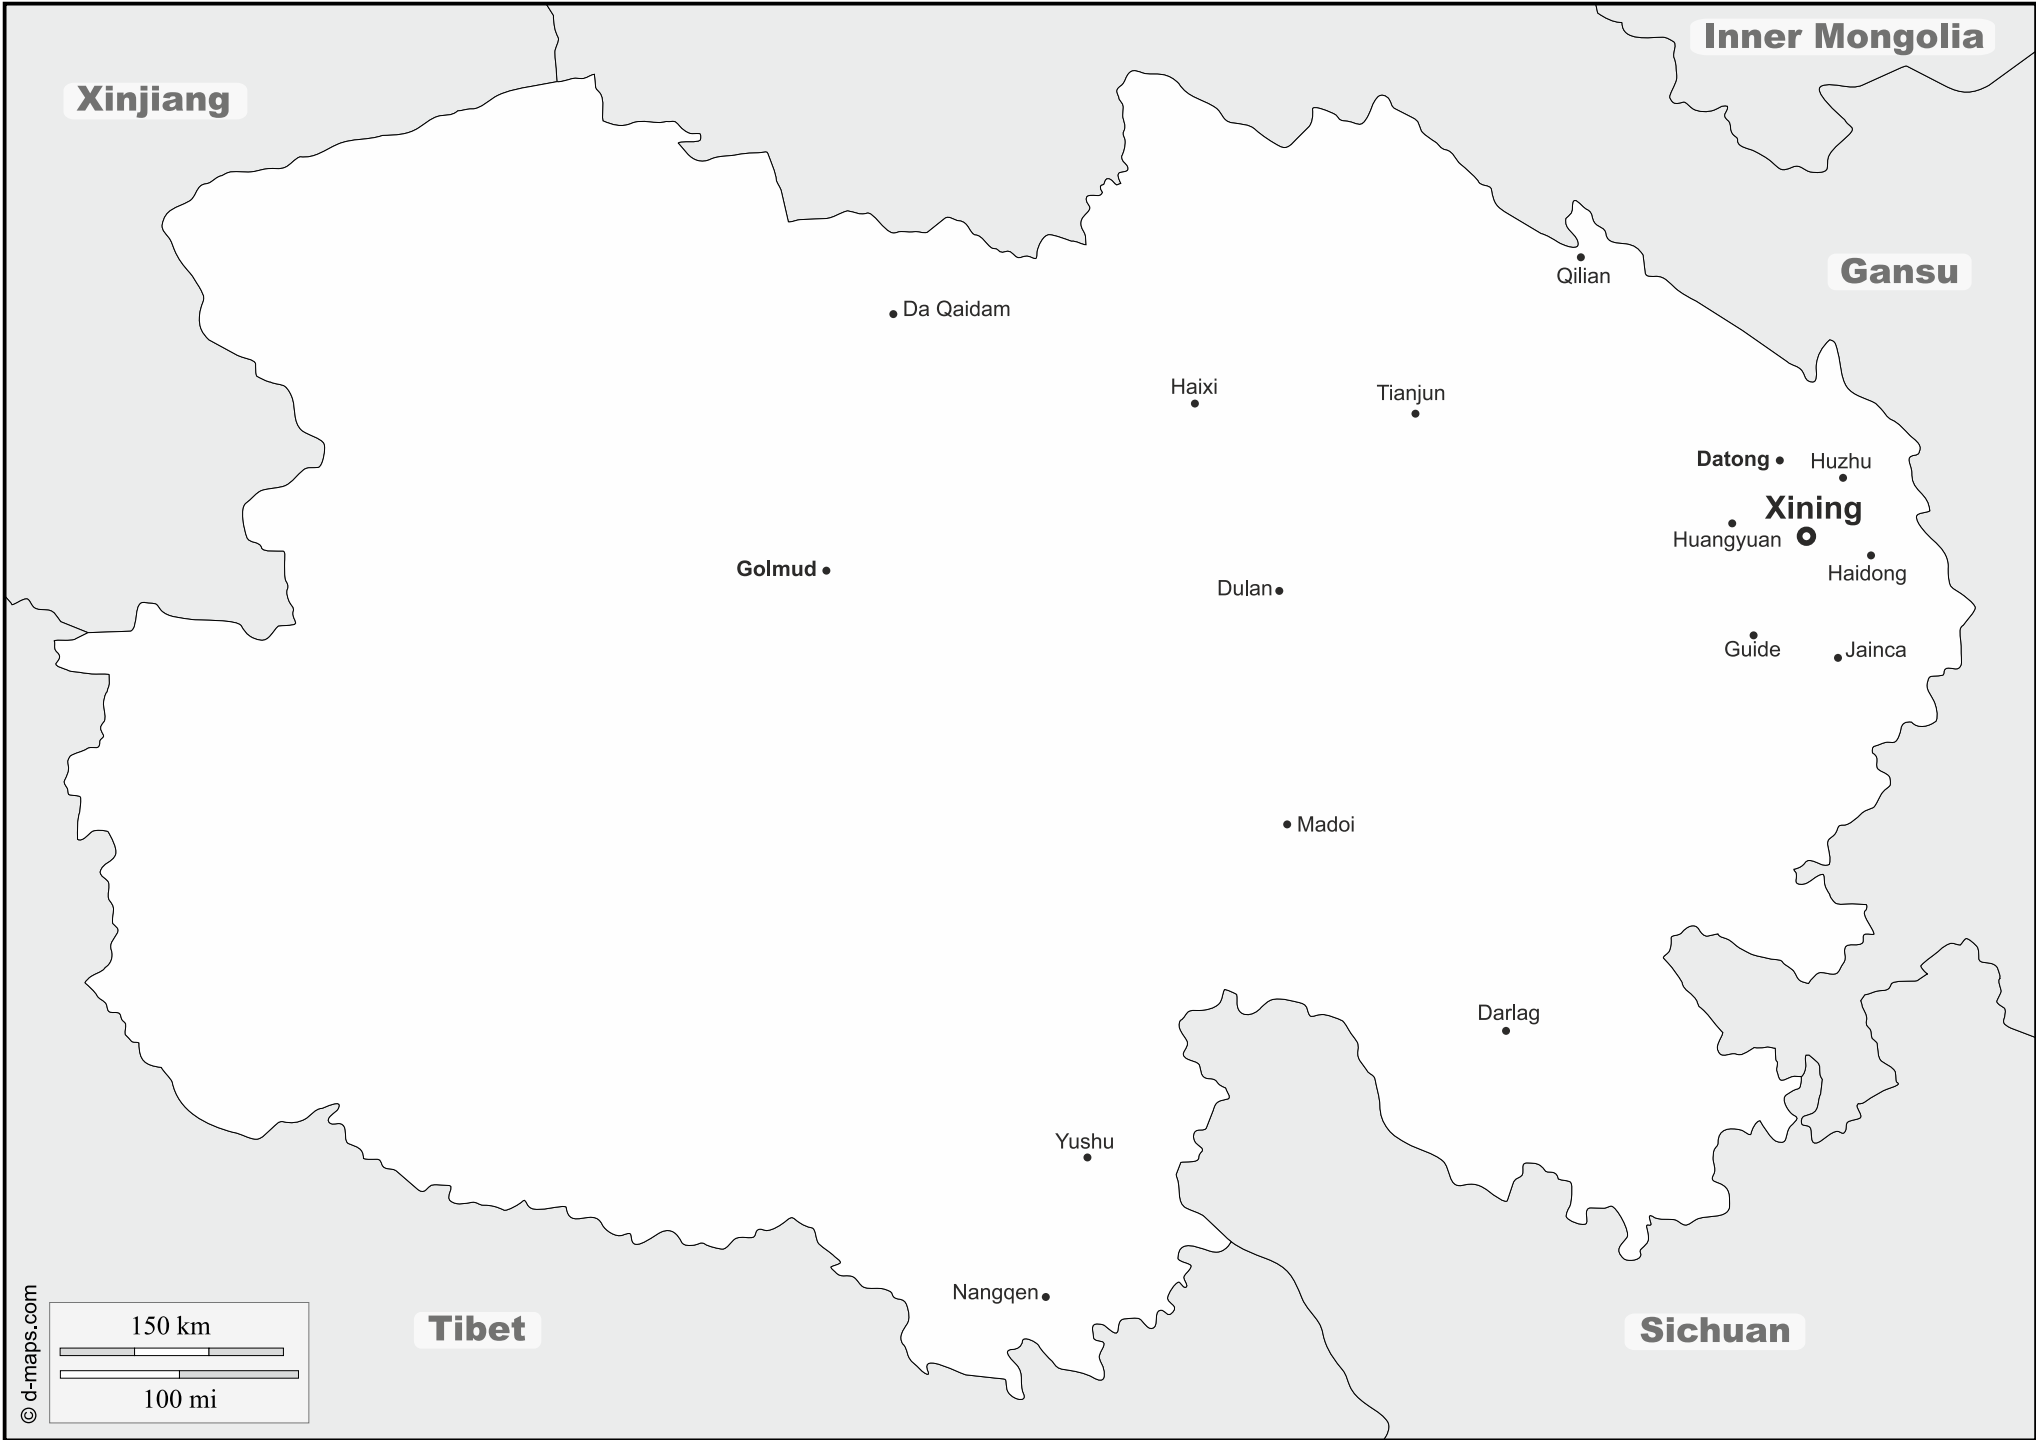 Inner Mongolia
Xinjiang
Gansu
Qilian
Da Qaidam
Haixi
Tianjun
Datong
Huzhu
Xining
Huangyuan
Haidong
Golmud
Dulan
Guide
Jainca
Madoi
Darlag
Yushu
Nangqen
Tibet
Sichuan
150 km
100 mi
© d-maps.com